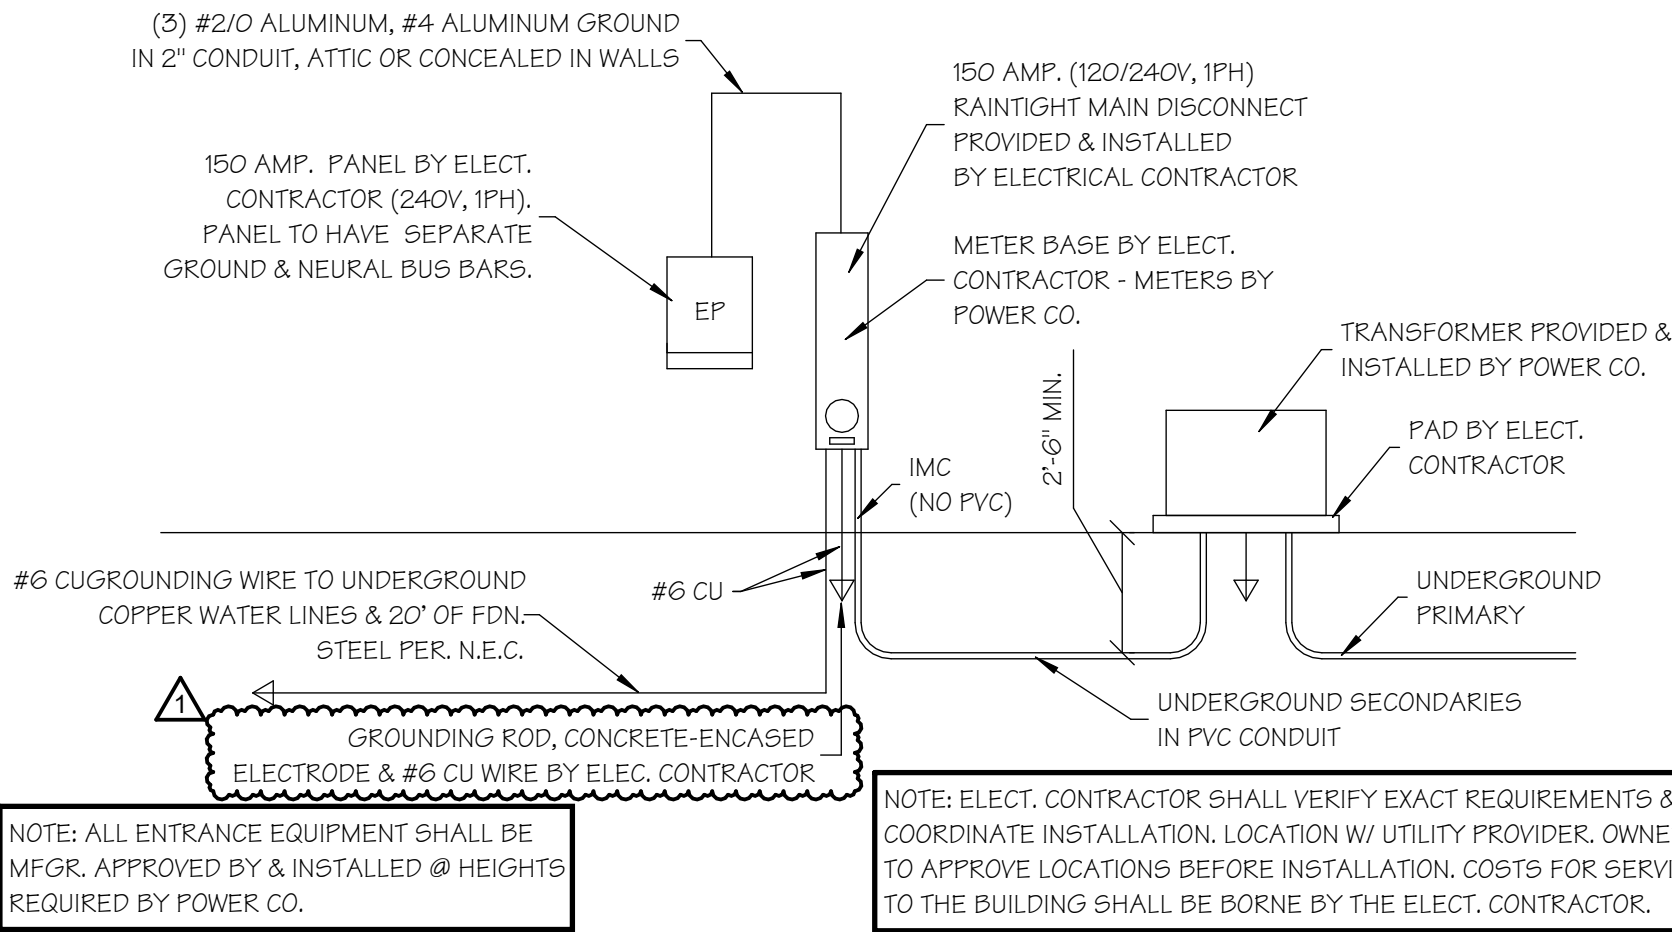 (3) #2/0 ALUMINUM, #4 ALUMINUM GROUND
IN 2" CONDUIT, ATTIC OR CONCEALED IN WALLS
150 AMP. (120/240V, 1PH)
RAINTIGHT MAIN DISCONNECT
PROVIDED & INSTALLED
BY ELECTRICAL CONTRACTOR
150 AMP. PANEL BY ELECT.
CONTRACTOR (240V, 1PH).
PANEL TO HAVE SEPARATE
GROUND & NEURAL BUS BARS.
METER BASE BY ELECT.
CONTRACTOR - METERS BY
POWER CO.
EP
TRANSFORMER PROVIDED &
INSTALLED BY POWER CO.
2'-6" MIN.
PAD BY ELECT.
CONTRACTOR
IMC
(NO PVC)
#6 CUGROUNDING WIRE TO UNDERGROUND
COPPER WATER LINES & 20' OF FDN.
STEEL PER. N.E.C.
#6 CU
UNDERGROUND
PRIMARY
UNDERGROUND SECONDARIES
IN PVC CONDUIT
1
GROUNDING ROD, CONCRETE-ENCASED
ELECTRODE & #6 CU WIRE BY ELEC. CONTRACTOR
NOTE: ALL ENTRANCE EQUIPMENT SHALL BE
MFGR. APPROVED BY & INSTALLED @ HEIGHTS
REQUIRED BY POWER CO.
NOTE: ELECT. CONTRACTOR SHALL VERIFY EXACT REQUIREMENTS &
COORDINATE INSTALLATION. LOCATION W/ UTILITY PROVIDER. OWNE
TO APPROVE LOCATIONS BEFORE INSTALLATION. COSTS FOR SERVI
TO THE BUILDING SHALL BE BORNE BY THE ELECT. CONTRACTOR.